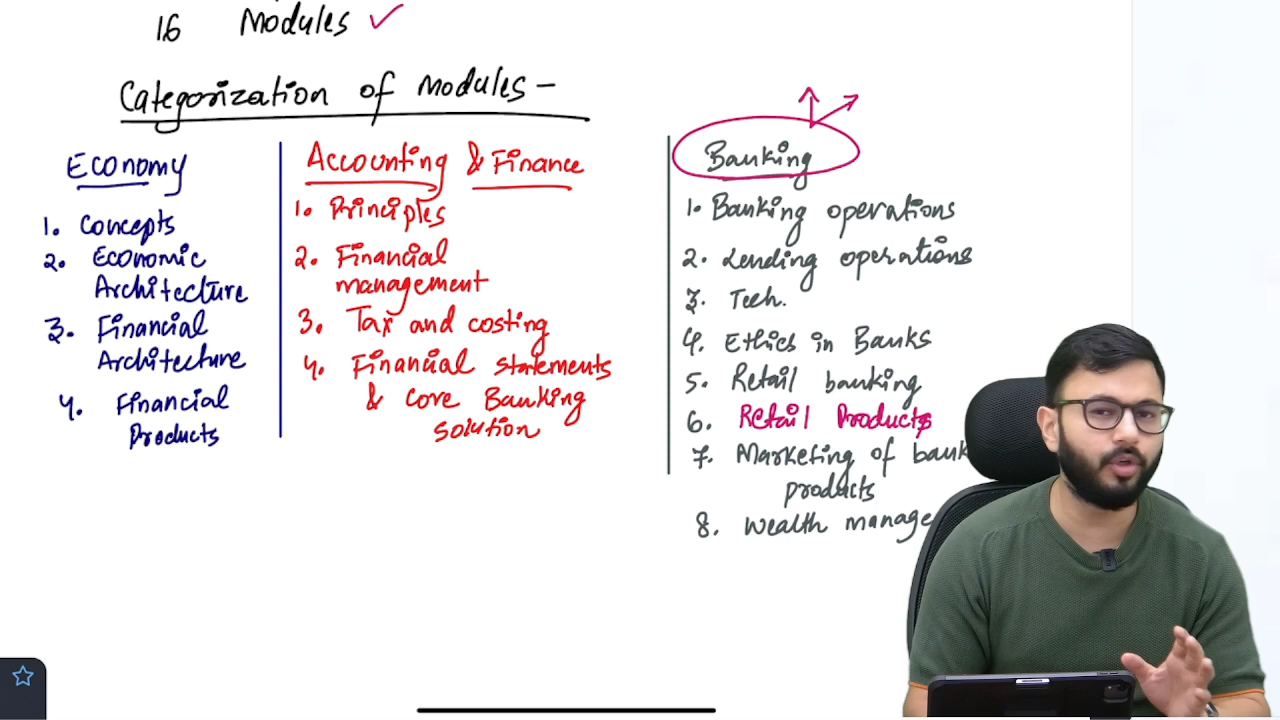 16 Modules
Categorization of modules -
Economy
1. Concepts
2. Economic
Architecture
3. Financial
Architecture
4. Financial
Products
Accounting & Finance
1. Principles
2. Financial
management
3. Tax and costing
4. Financial statements
& core Banking
solution
Banking
1. Banking operations
2. Lending operations
3. Tech.
4. Ethics in Banks
5. Retail banking
6. Retail Products
7. Marketing of bank
products
8. Wealth manage